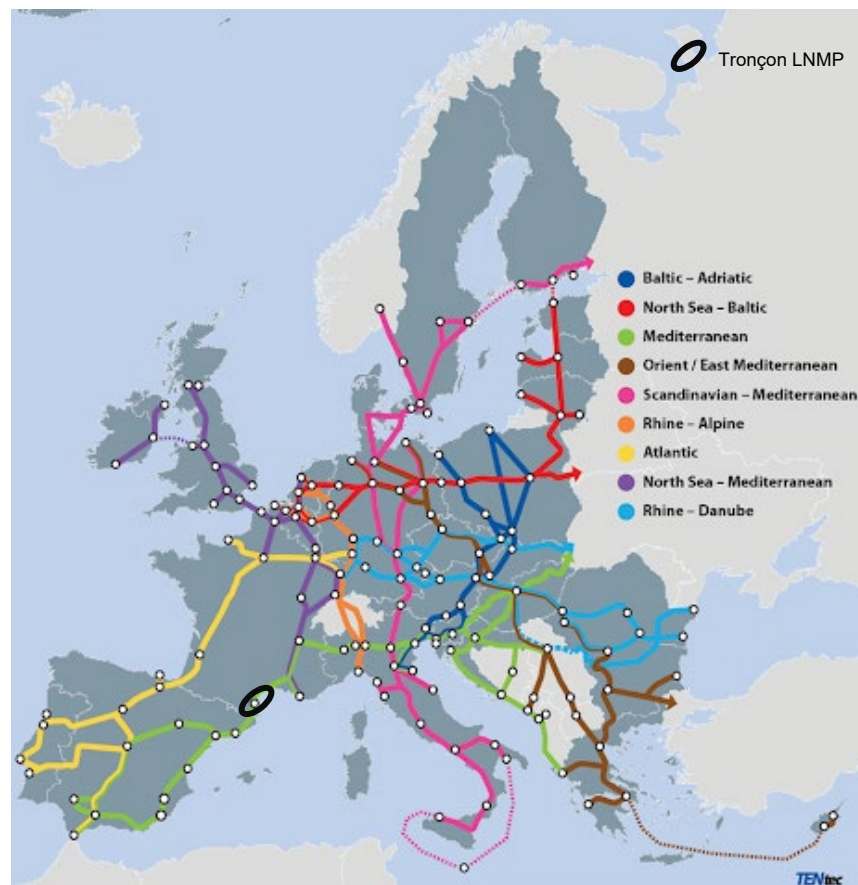 Tronçon LNMP
Baltic – Adriatic
North Sea – Baltic
Mediterranean
Orient / East Mediterranean
Scandinavian – Mediterranean
Rhine – Alpine
Atlantic
North Sea – Mediterranean
Rhine – Danube
TENtec